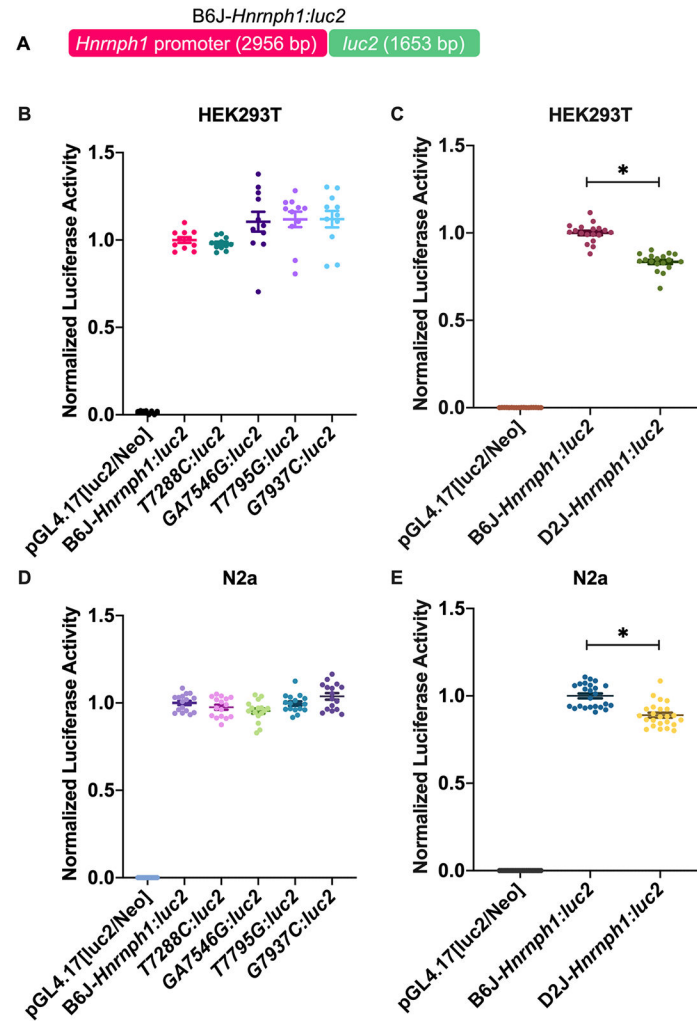 B6J-Hnrnph1:luc2
A
Hnrnph1 promoter (2956 bp)
luc2 (1653 bp)
B
HEK293T
Normalized Luciferase Activity
1.5
1.0
0.5
0.0
pGL4.17[luc2/Neo]
B6J-Hnrnph1:luc2
T7288C:luc2
GA7546G:luc2
T7795G:luc2
G7937C:luc2
C
HEK293T
Normalized Luciferase Activity
1.5
1.0
0.5
0.0
*
pGL4.17[luc2/Neo]
B6J-Hnrnph1:luc2
D2J-Hnrnph1:luc2
D
N2a
Normalized Luciferase Activity
1.5
1.0
0.5
0.0
pGL4.17[luc2/Neo]
B6J-Hnrnph1:luc2
T7288C:luc2
GA7546G:luc2
T7795G:luc2
G7937C:luc2
E
N2a
Normalized Luciferase Activity
1.5
1.0
0.5
0.0
*
pGL4.17[luc2/Neo]
B6J-Hnrnph1:luc2
D2J-Hnrnph1:luc2